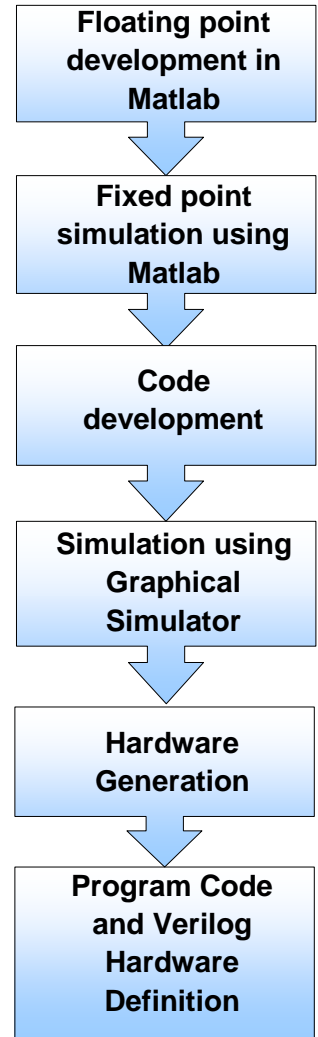 Floating point
development in
Matlab
Fixed point
simulation using
Matlab
Code
development
Simulation using
Graphical
Simulator
Hardware
Generation
Program Code
and Verilog
Hardware
Definition